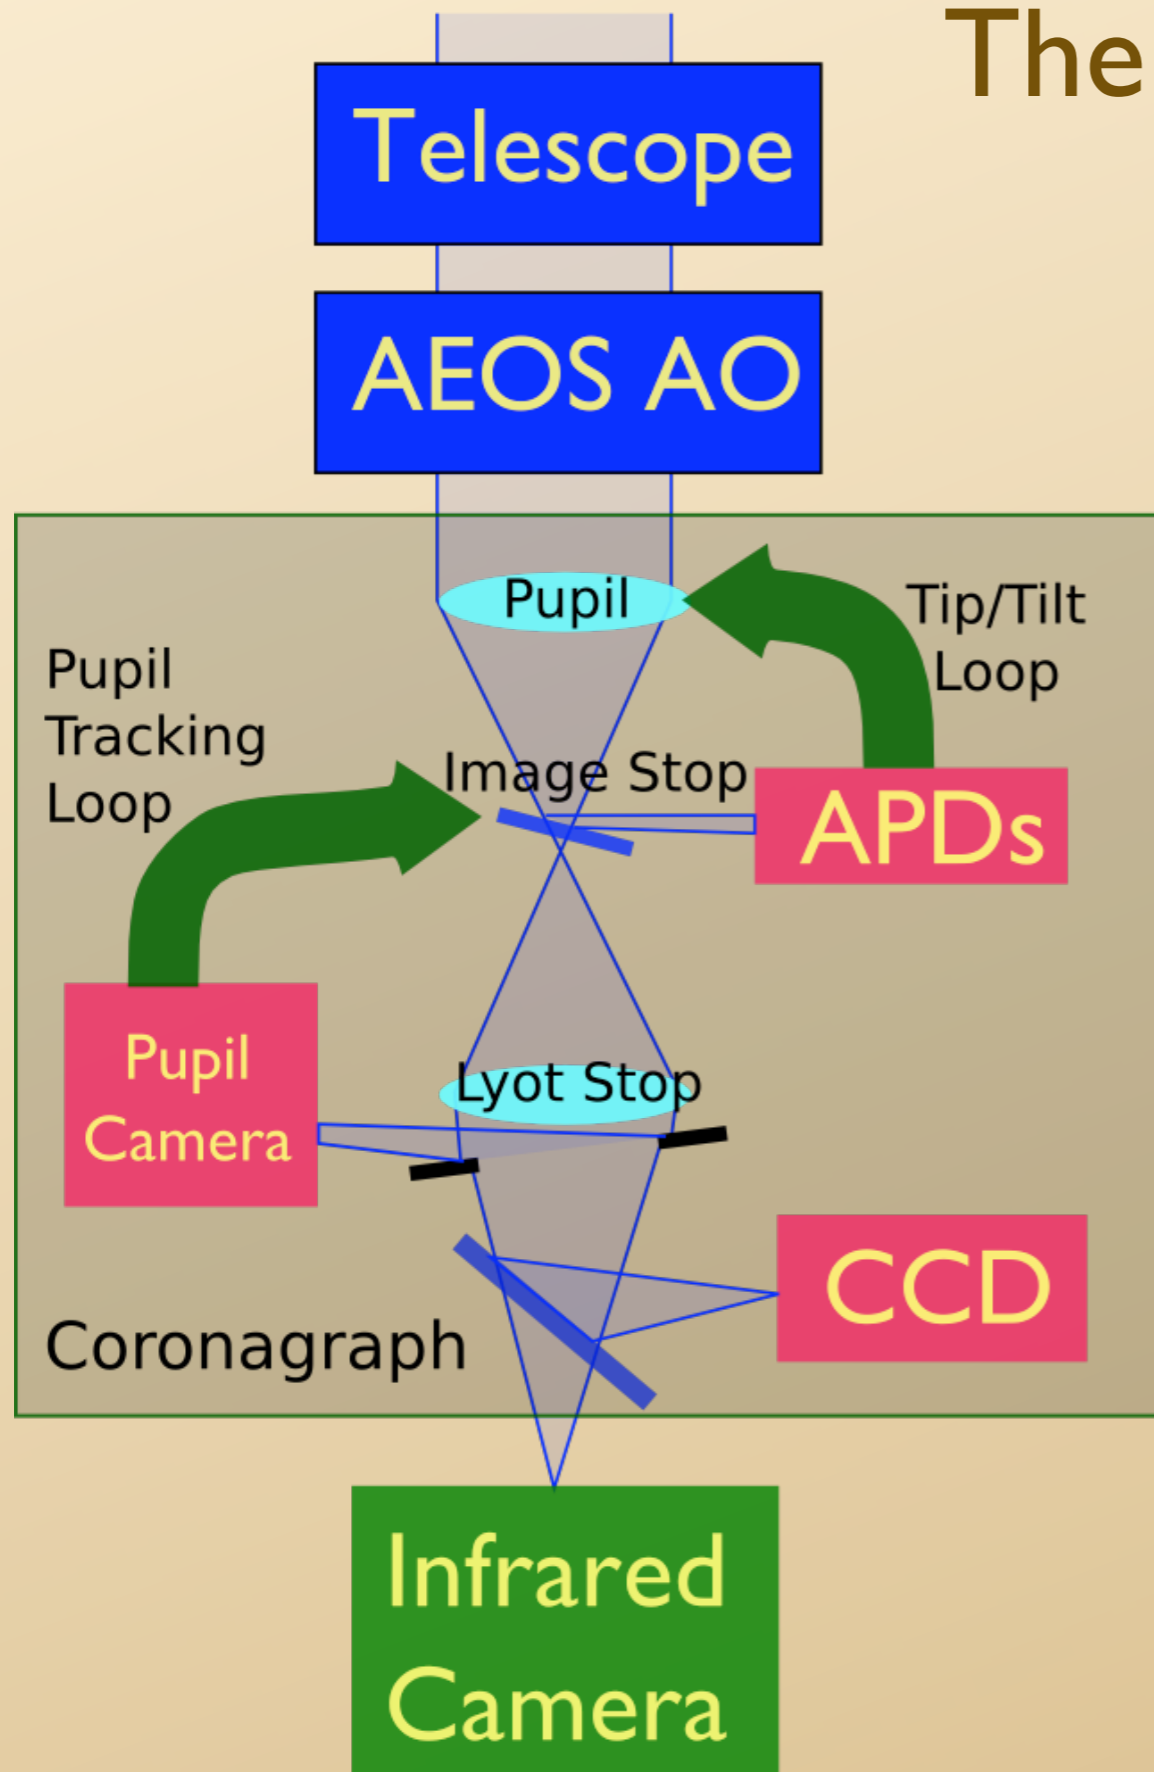 The
Telescope
AEOS AO
Pupil
Tip/Tilt
Loop
Pupil
Tracking
Loop
Image Stop
APDs
Pupil
Camera
Lyot Stop
CCD
Coronagraph
Infrared
Camera